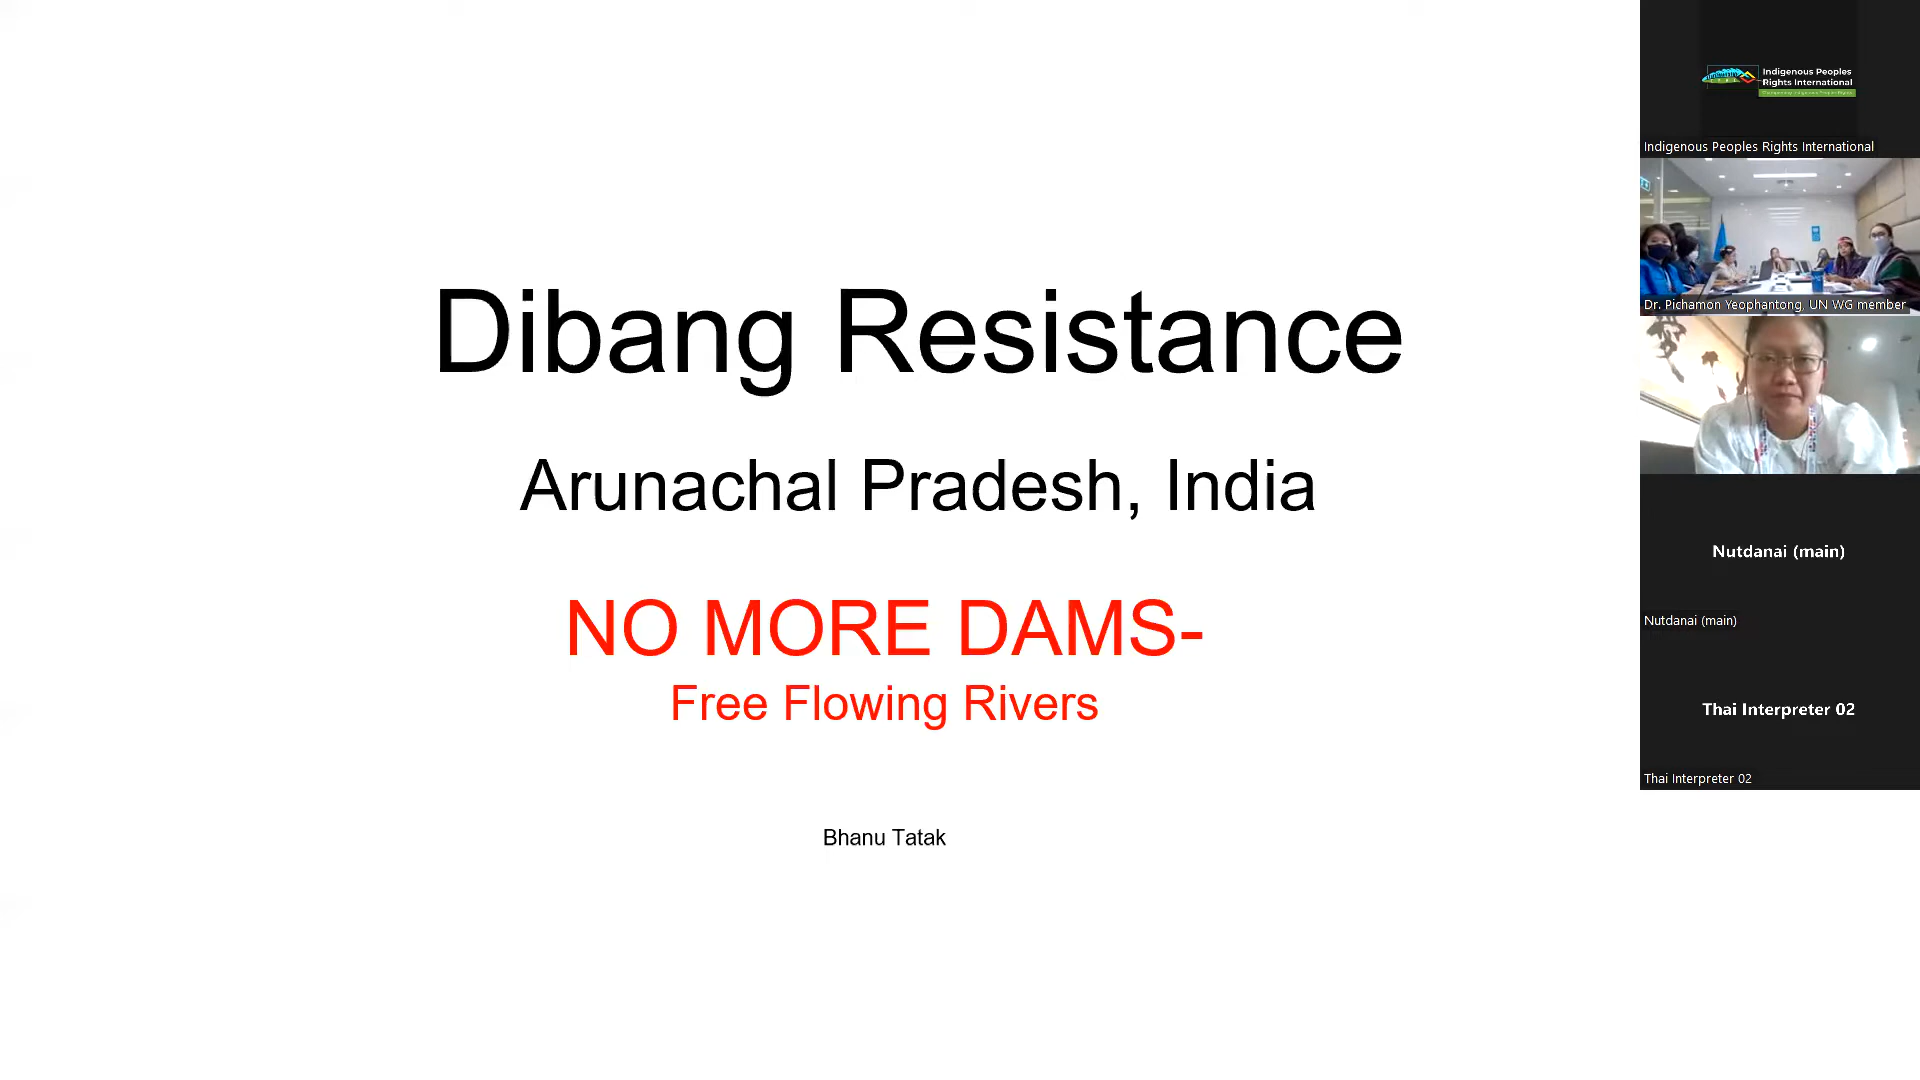 Dibang Resistance
Arunachal Pradesh, India
NO MORE DAMS-
Free Flowing Rivers
Bhanu Tatak
Indigenous Peoples
Rights International
Indigenous Peoples Rights International
Dr. Pichamon Yeophantong, UN WG member
Nutdanai (main)
Nutdanai (main)
Thai Interpreter 02
Thai Interpreter 02